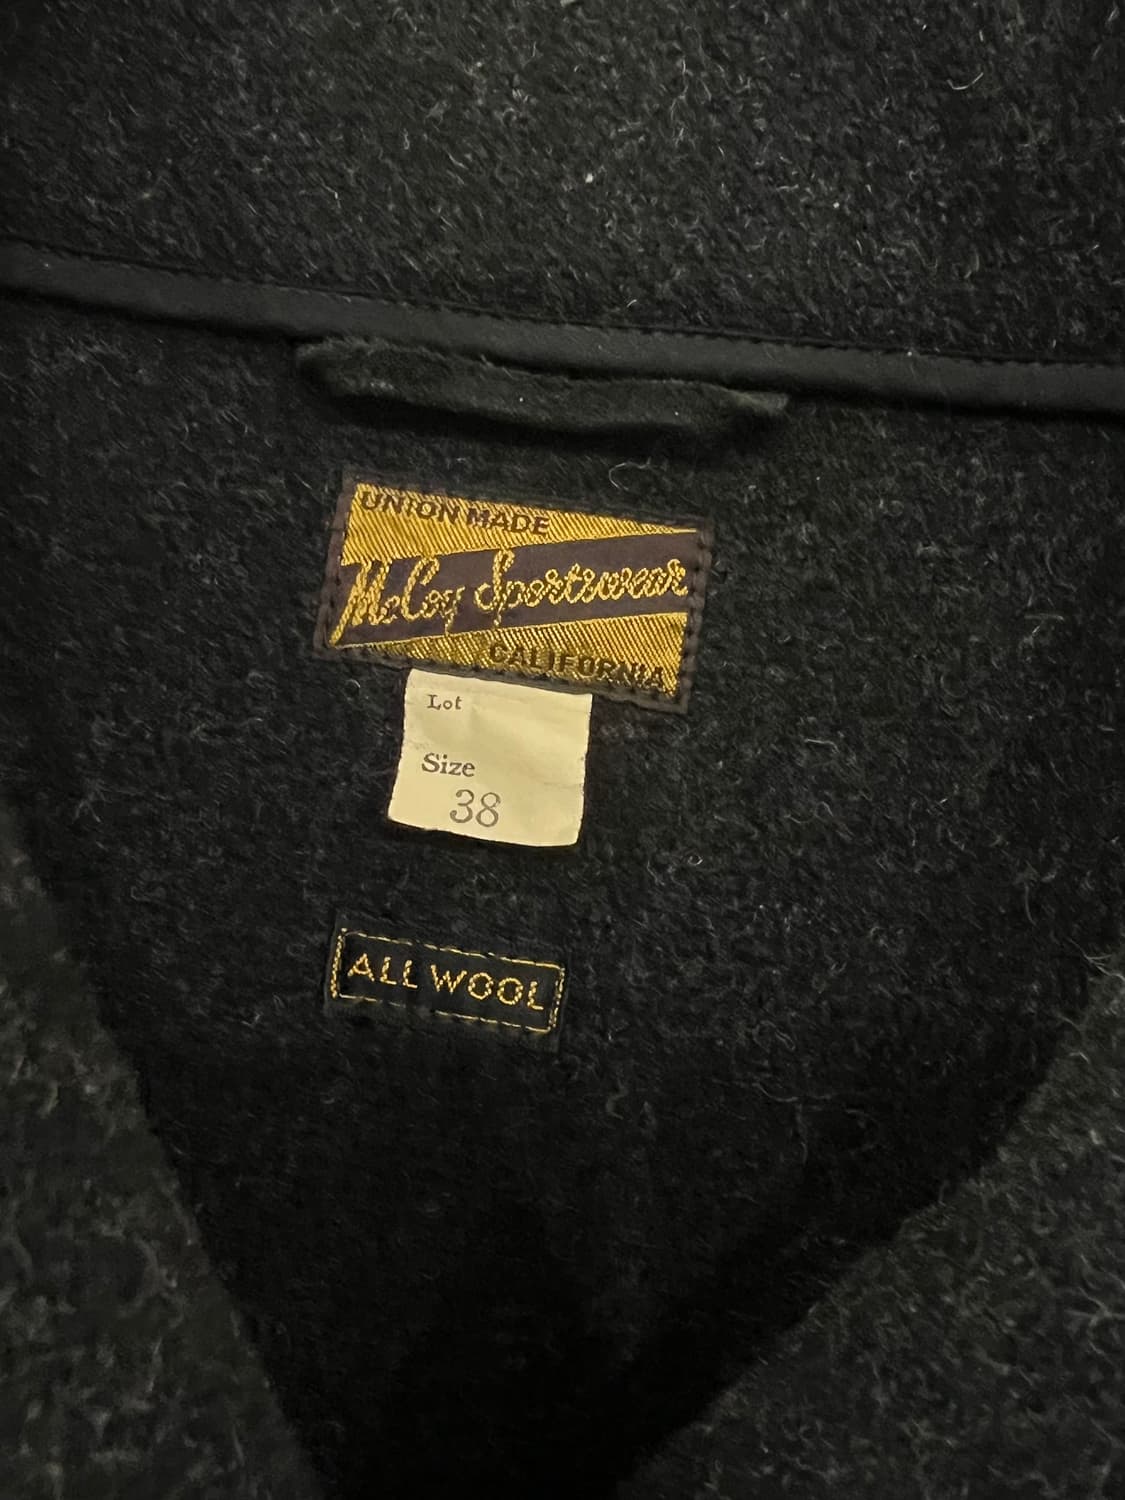 UNION MADE
McCoy Sportswear
CALIFORNIA
Lot
Size
38
ALL WOOL